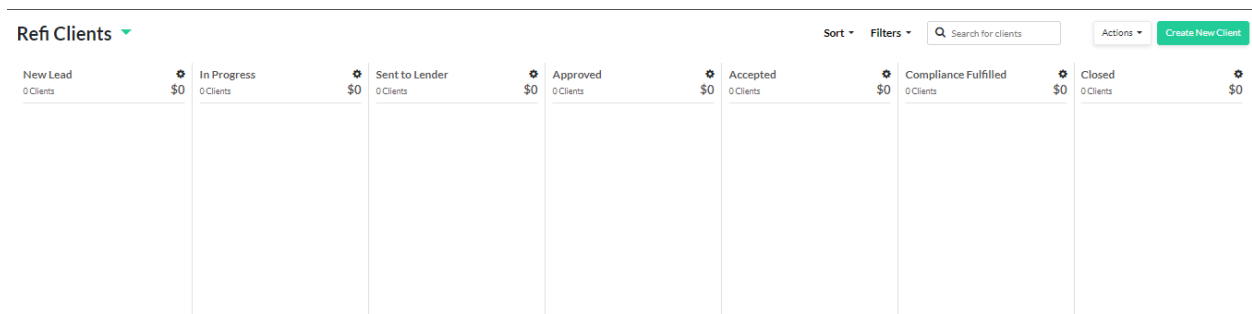 Refi Clients
Sort Filters Search for clients Actions Create New Client
New Lead In Progress Sent to Lender Approved Accepted Compliance Fulfilled Closed
0 Clients $0 0 Clients $0 0 Clients $0 0 Clients $0 0 Clients $0 0 Clients $0 0 Clients $0